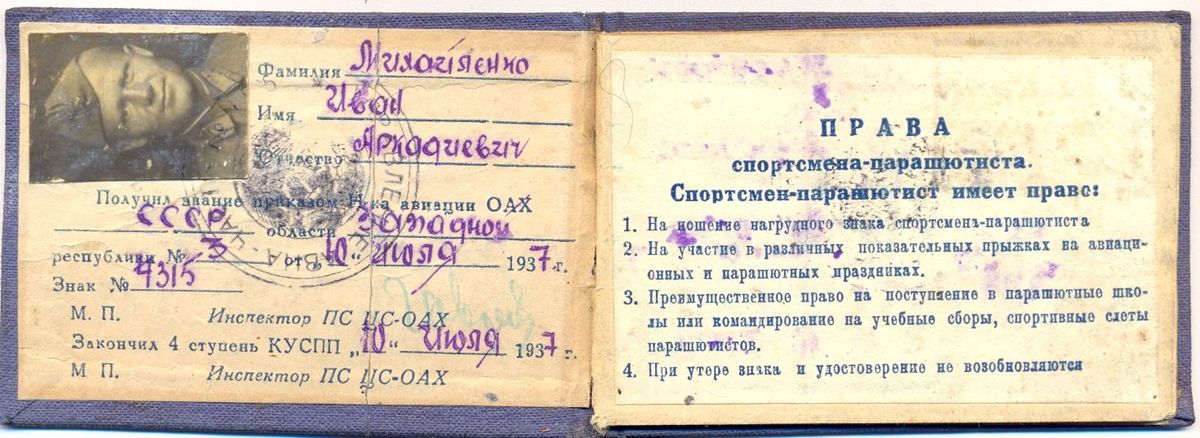 Фамилия Михайленко
Имя Иван
Отчество Аркадиевич
Получил звание приказом Н-ка авиации ОАХ
СССР области Западной
республики № 3 от "10" июля 1937 г.
Знак № 4315
М. П. Инспектор ПС ЦС-ОАХ
Закончил 4 ступень КУСПП „10“ июля 1937 г.
М П. Инспектор ПС ЦС-ОАХ
ПРАВА
спортсмена-парашютиста.
Спортсмен-парашютист имеет право:
1. На ношение нагрудного знака спортсмена-парашютиста
2. На участие в различных показательных прыжках на авиаци-
онных и парашютных праздниках.
3. Преимущественное право на поступление в парашютные шко-
лы или командирование на учебные сборы, спортивные слеты
парашютистов.
4. При утере знака и удостоверение не возобновляются